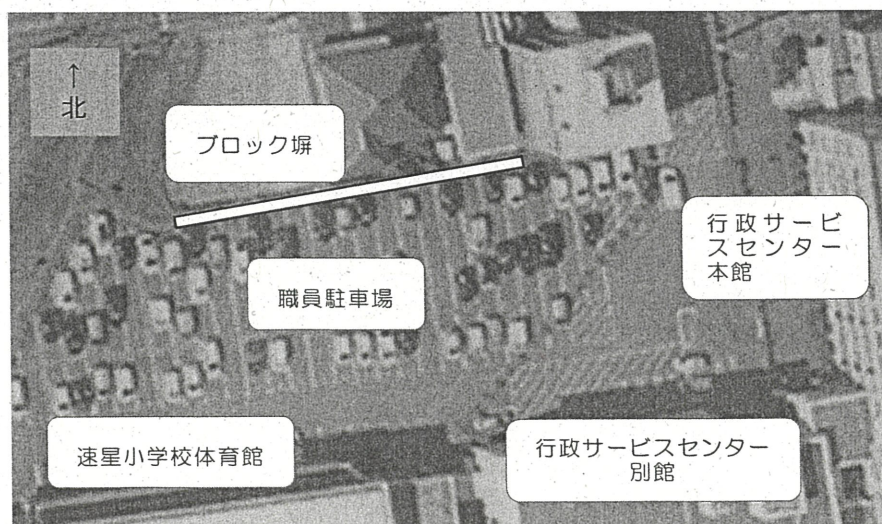 ↑
北
ブロック塀
行政サービ
スセンター
本館
職員駐車場
速星小学校体育館
行政サービスセンター
別館